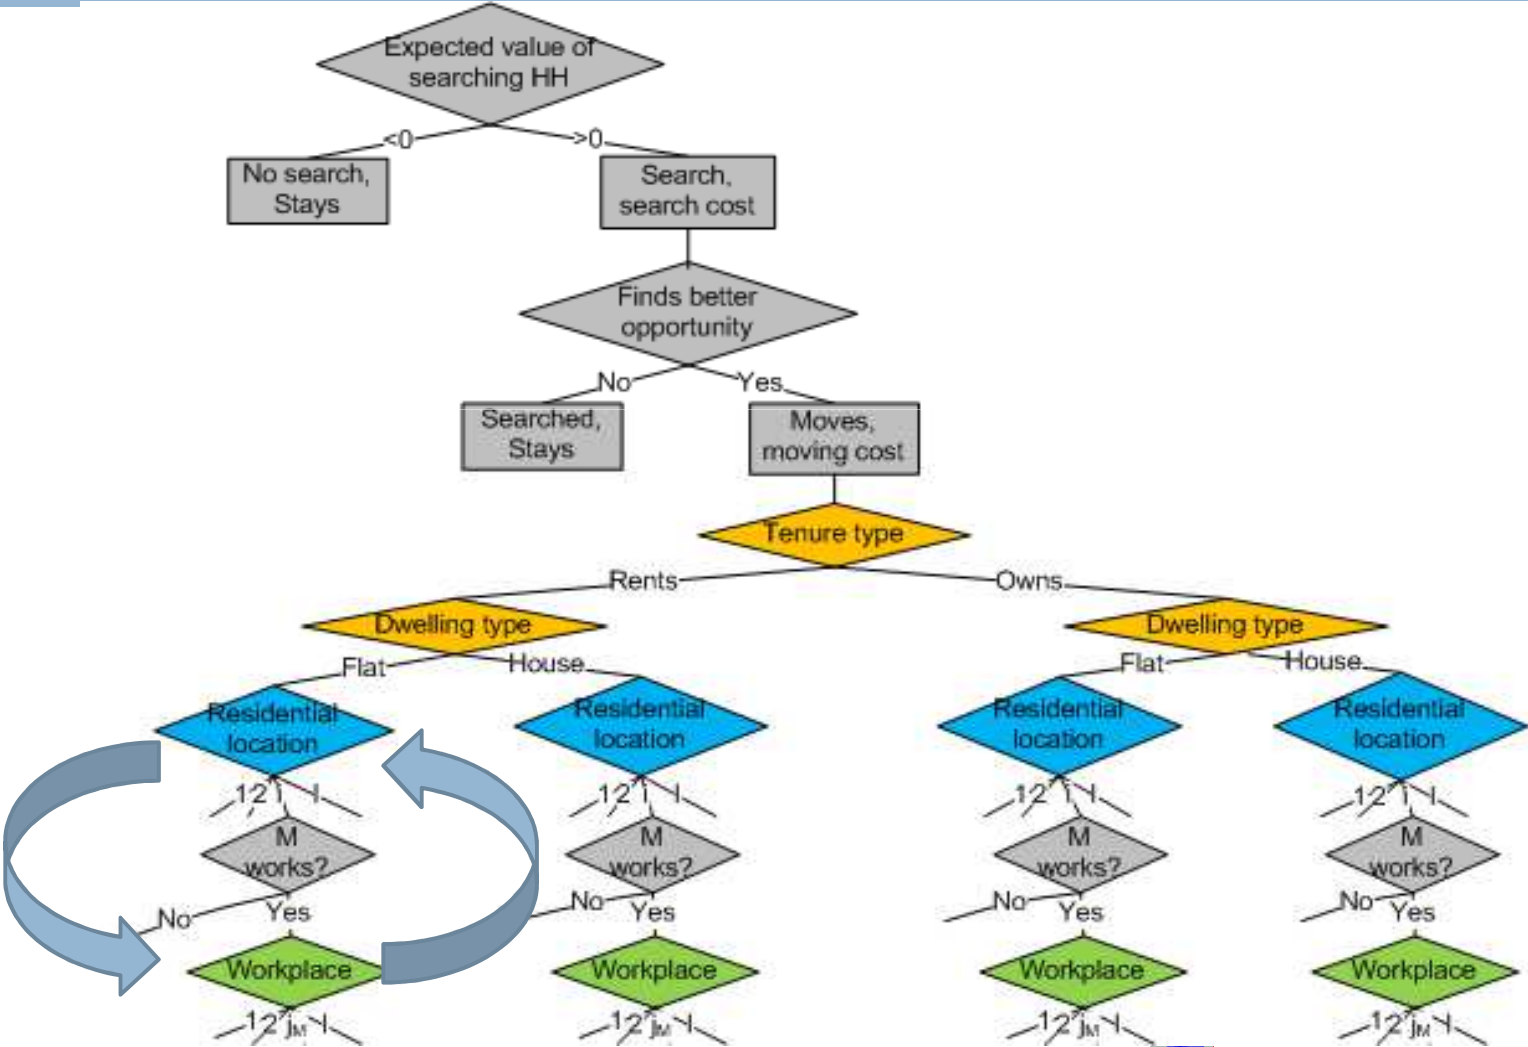 Expected value of
searching HH
<0
>0
No search,
Stays
Search,
search cost
Finds better
opportunity
No
Yes
Searched,
Stays
Moves,
moving cost
Tenure type
Rents
Owns
Dwelling type
Dwelling type
Flat
House
Flat
House
Residential
location
Residential
location
Residential
location
Residential
location
1 2 i I
1 2 i I
1 2 i I
1 2 i I
M
works?
M
works?
M
works?
M
works?
No
Yes
No
Yes
No
Yes
No
Yes
Workplace
Workplace
Workplace
Workplace
1 2 jM I
1 2 jM I
1 2 jM I
1 2 jM I